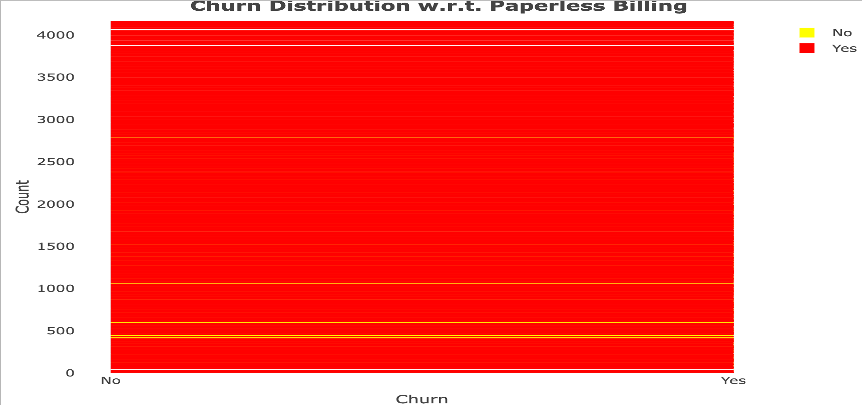 Churn Distribution w.r.t. Paperless Billing
No
Yes
4000
3500
3000
2500
2000
1500
1000
500
0
Count
No
Yes
Churn